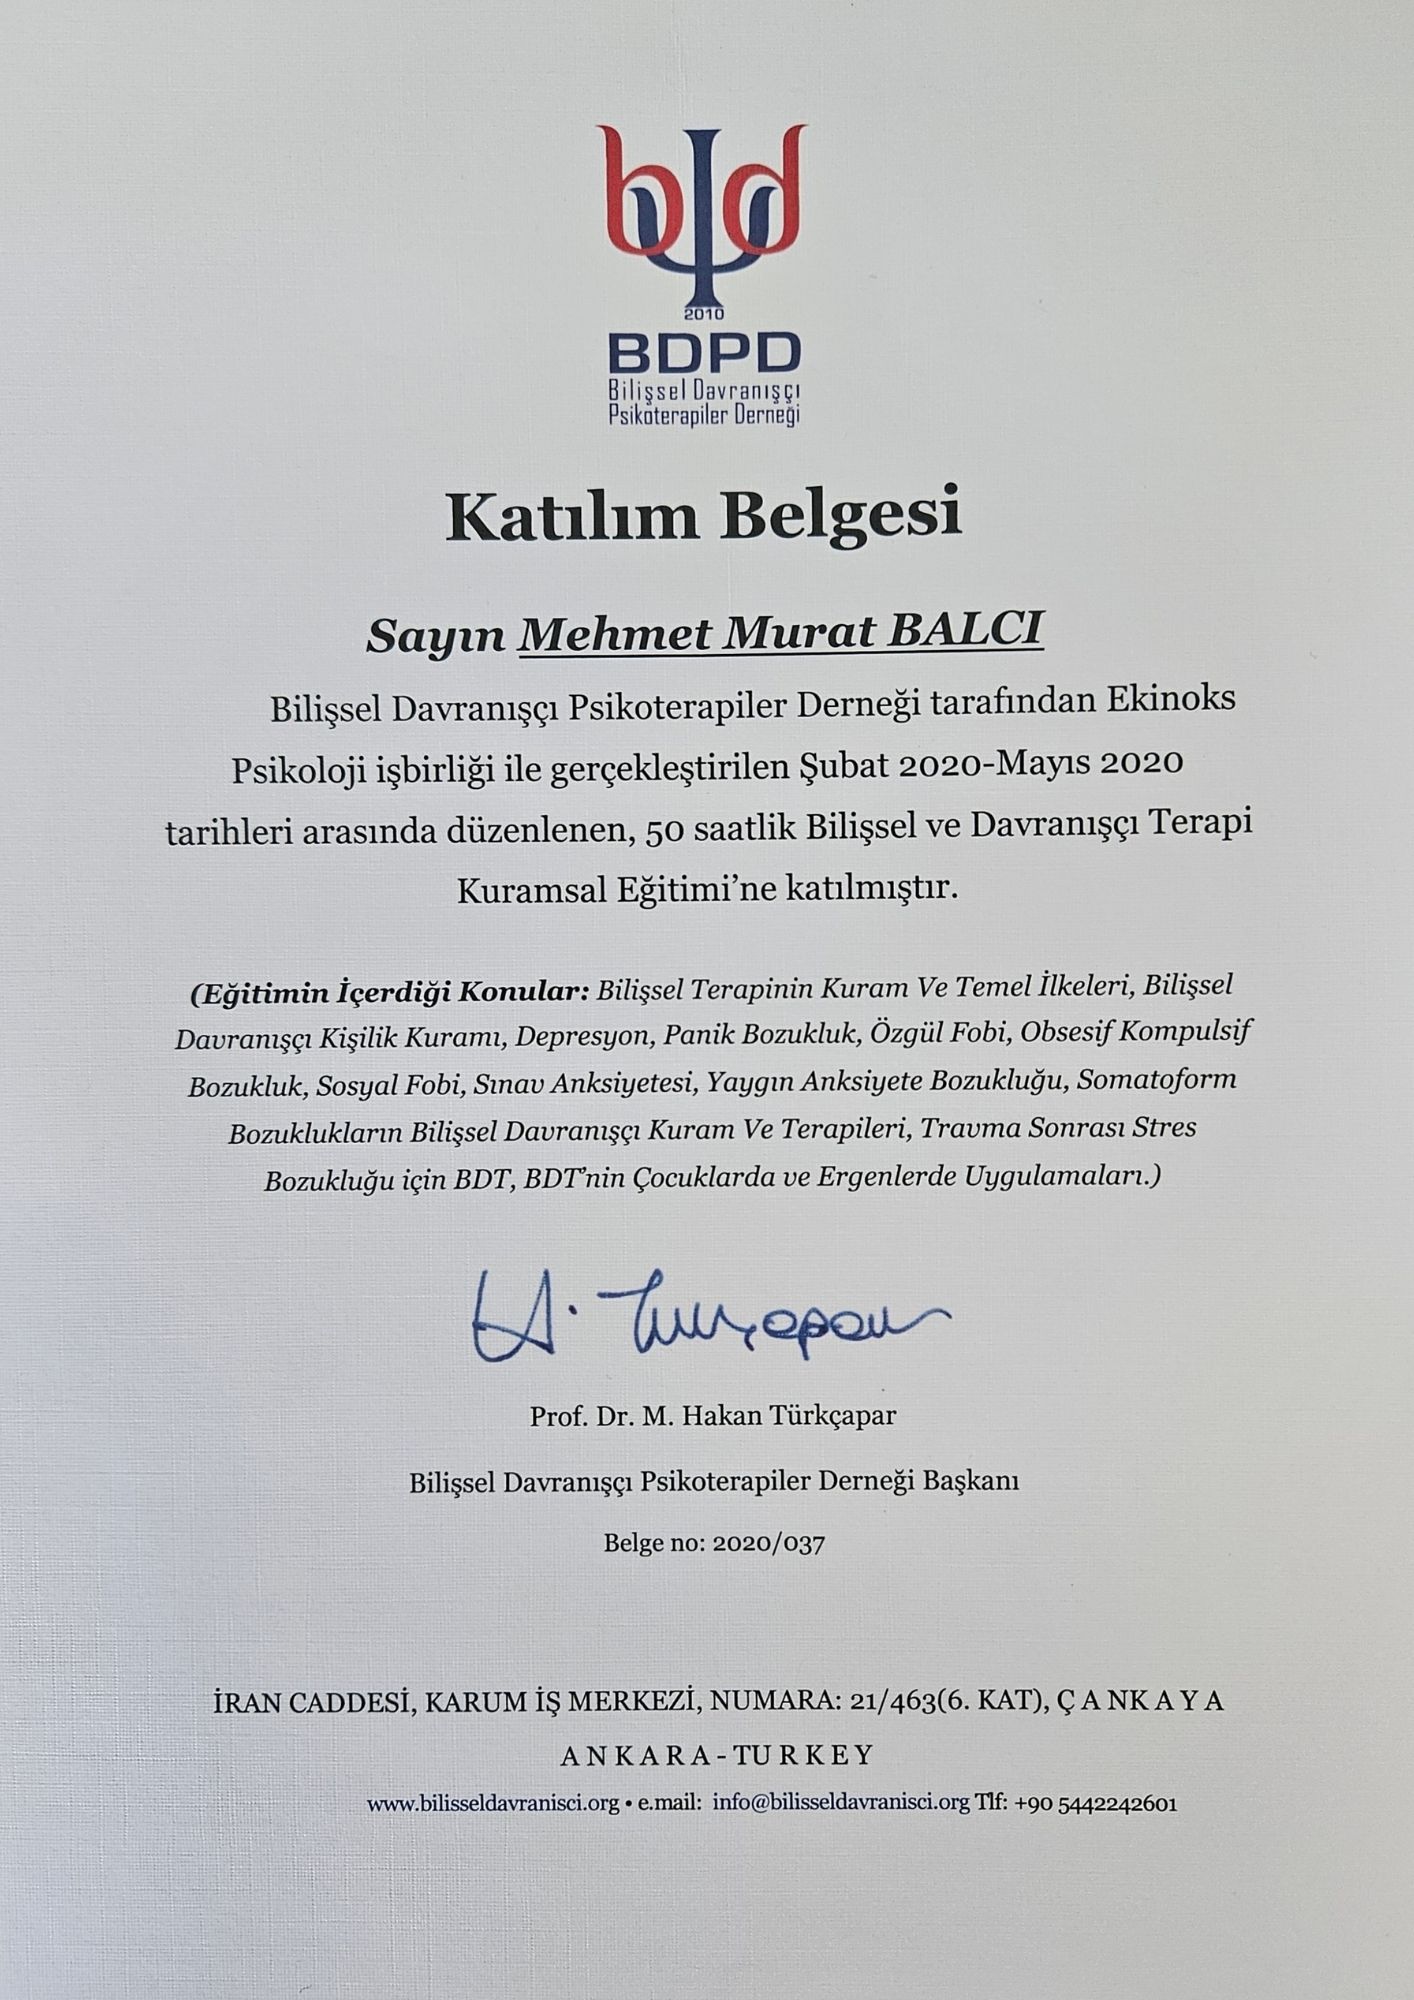 bd
2010
BDPD
Bilişsel Davranışçı
Psikoterapiler Derneği
Katılım Belgesi
Sayın Mehmet Murat BALCI
Bilişsel Davranışçı Psikoterapiler Derneği tarafından Ekinoks
Psikoloji işbirliği ile gerçekleştirilen Şubat 2020-Mayıs 2020
tarihleri arasında düzenlenen, 50 saatlik Bilişsel ve Davranışçı Terapi
Kuramsal Eğitimi’ne katılmıştır.
(Eğitimin İçerdiği Konular: Bilişsel Terapinin Kuram Ve Temel İlkeleri, Bilişsel
Davranışçı Kişilik Kuramı, Depresyon, Panik Bozukluk, Özgül Fobi, Obsesif Kompulsif
Bozukluk, Sosyal Fobi, Sınav Anksiyetesi, Yaygın Anksiyete Bozukluğu, Somatoform
Bozuklukların Bilişsel Davranışçı Kuram Ve Terapileri, Travma Sonrası Stres
Bozukluğu için BDT, BDT’nin Çocuklarda ve Ergenlerde Uygulamaları.)
H. Türkçapar
Prof. Dr. M. Hakan Türkçapar
Bilişsel Davranışçı Psikoterapiler Derneği Başkanı
Belge no: 2020/037
İRAN CADDESİ, KARUM İŞ MERKEZİ, NUMARA: 21/463(6. KAT), Ç A N K A Y A
A N K A R A - T U R K E Y
www.bilisseldavranisci.org • e.mail: info@bilisseldavranisci.org Tlf: +90 5442242601